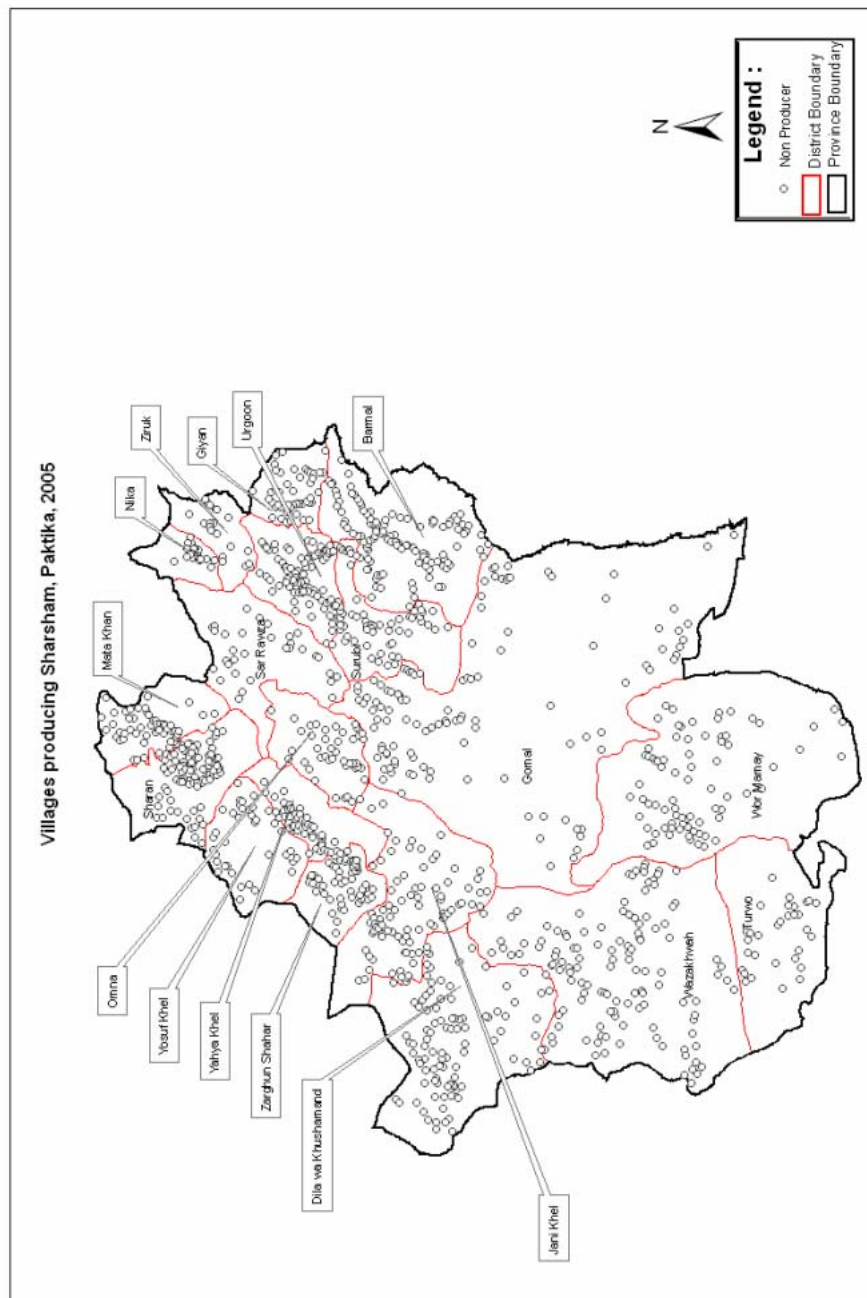 Villages producing Sharsham, Paktika, 2005
Nika
Ziruk
Giyan
Urgoon
Barmal
Mata Khan
Sharan
Sar Rawza
Surubi
Omna
Yosuf Khel
Yahya Khel
Zarghun Shahar
Dila wa Khushamand
Jani Khel
Gomal
Wor Mamay
Wazakhwah
Turwo
N
Legend :
Non Producer
District Boundary
Province Boundary